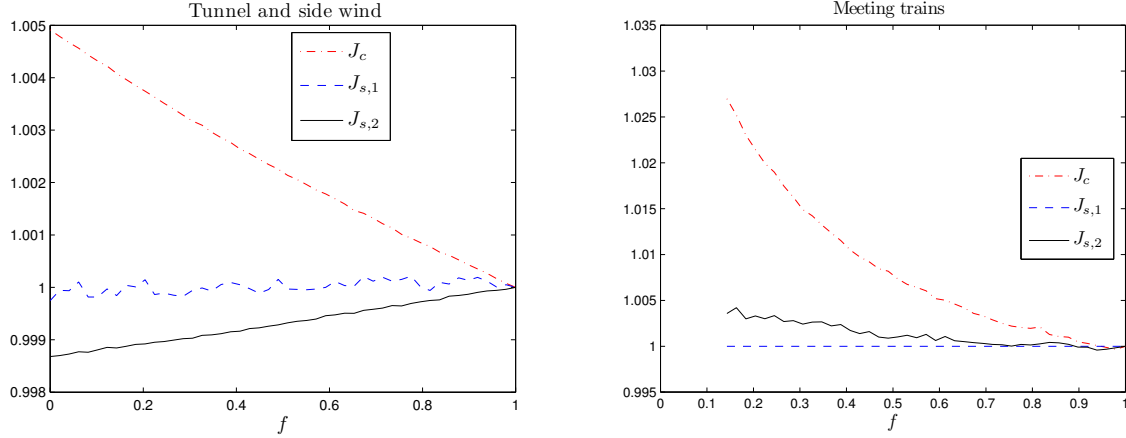 Tunnel and side wind
1.005
1.004
1.003
1.002
1.001
1
0.999
0.998
0 0.2 0.4 0.6 0.8 1
f
J_c
J_{s,1}
J_{s,2}
Meeting trains
1.035
1.03
1.025
1.02
1.015
1.01
1.005
1
0.995
0 0.1 0.2 0.3 0.4 0.5 0.6 0.7 0.8 0.9 1
f
J_c
J_{s,1}
J_{s,2}